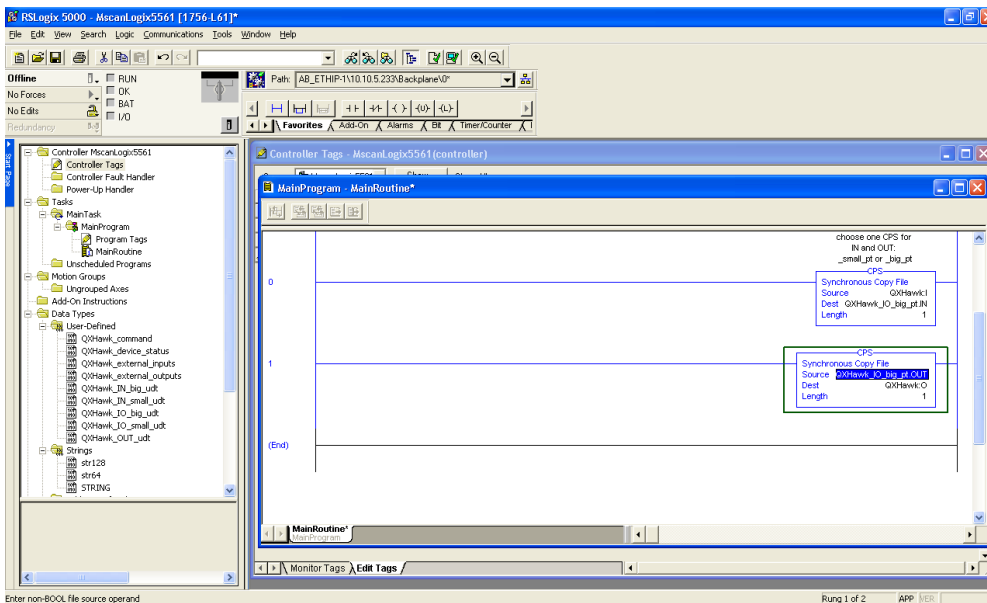 RSLogix 5000 - MscanLogix5561 [1756-L61]*
File Edit View Search Logic Communications Tools Window Help
Offline
RUN
No Forces
OK
No Edits
BAT
Redundancy
I/O
Path: AB_ETHIP-1\10.10.5.233\Backplane\0*
Favorites Add-On Alarms Bit Timer/Counter
Start Page
Controller MscanLogix5561
Controller Tags
Controller Fault Handler
Power-Up Handler
Tasks
MainTask
MainProgram
Program Tags
MainRoutine
Unscheduled Programs
Motion Groups
Ungrouped Axes
Add-On Instructions
Data Types
User-Defined
QXHawk_command
QXHawk_device_status
QXHawk_external_inputs
QXHawk_external_outputs
QXHawk_IN_big_udt
QXHawk_IN_small_udt
QXHawk_IO_big_udt
QXHawk_IO_small_udt
QXHawk_OUT_udt
Strings
str128
str64
STRING
Controller Tags - MscanLogix5561(controller)
MainProgram - MainRoutine*
choose one CPS for
IN and OUT:
_small_pt or _big_pt
0
CPS
Synchronous Copy File
Source QXHawk:I
Dest QXHawk_IO_big_pt.IN
Length 1
1
CPS
Synchronous Copy File
Source QXHawk_IO_big_pt.OUT
Dest QXHawk:O
Length 1
(End)
MainRoutine*
MainProgram
Monitor Tags Edit Tags
Enter non-BOOL file source operand
Rung 1 of 2 APP VER